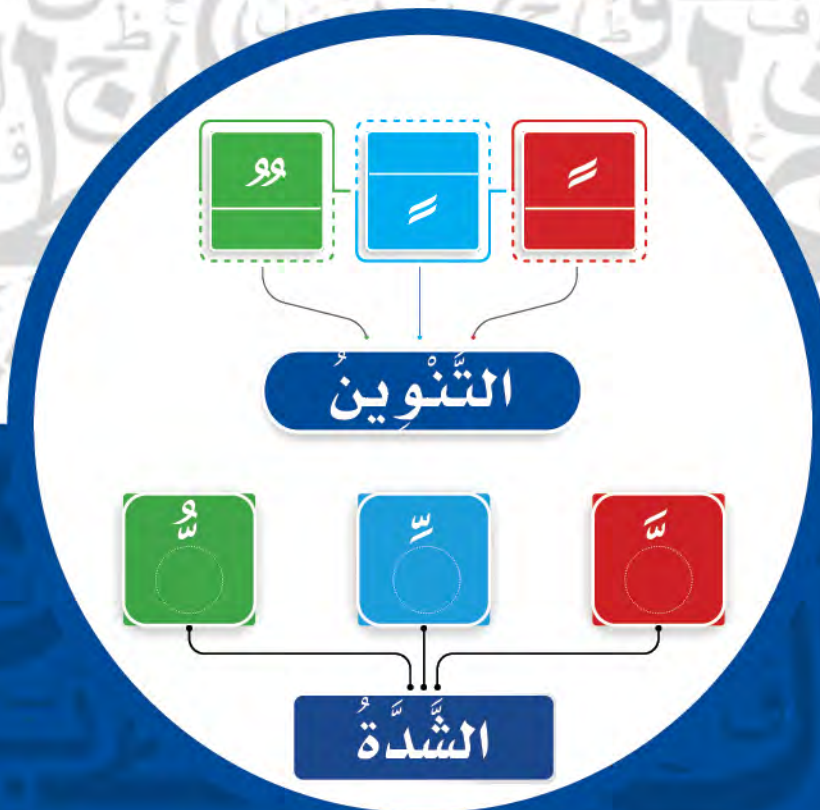 ً ٍ ٌ
التَّنْوِينُ
َّ ِّ ُّ
الشَّدَّةُ